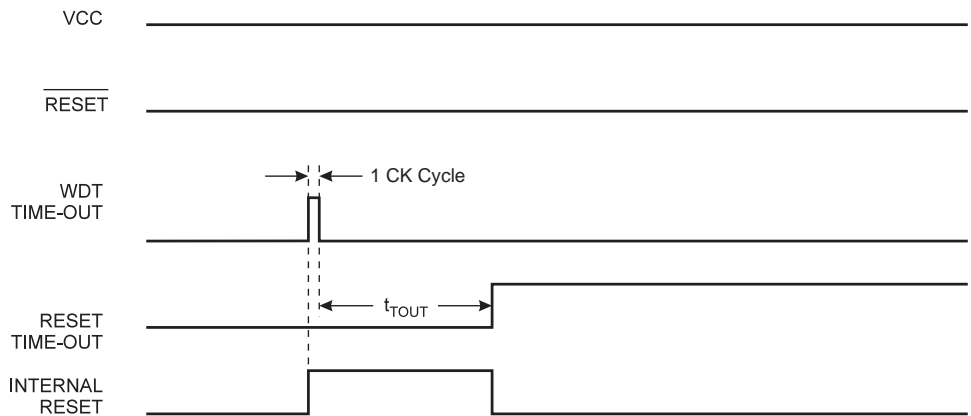 VCC
RESET
1 CK Cycle
WDT
TIME-OUT
tTOUT
RESET
TIME-OUT
INTERNAL
RESET